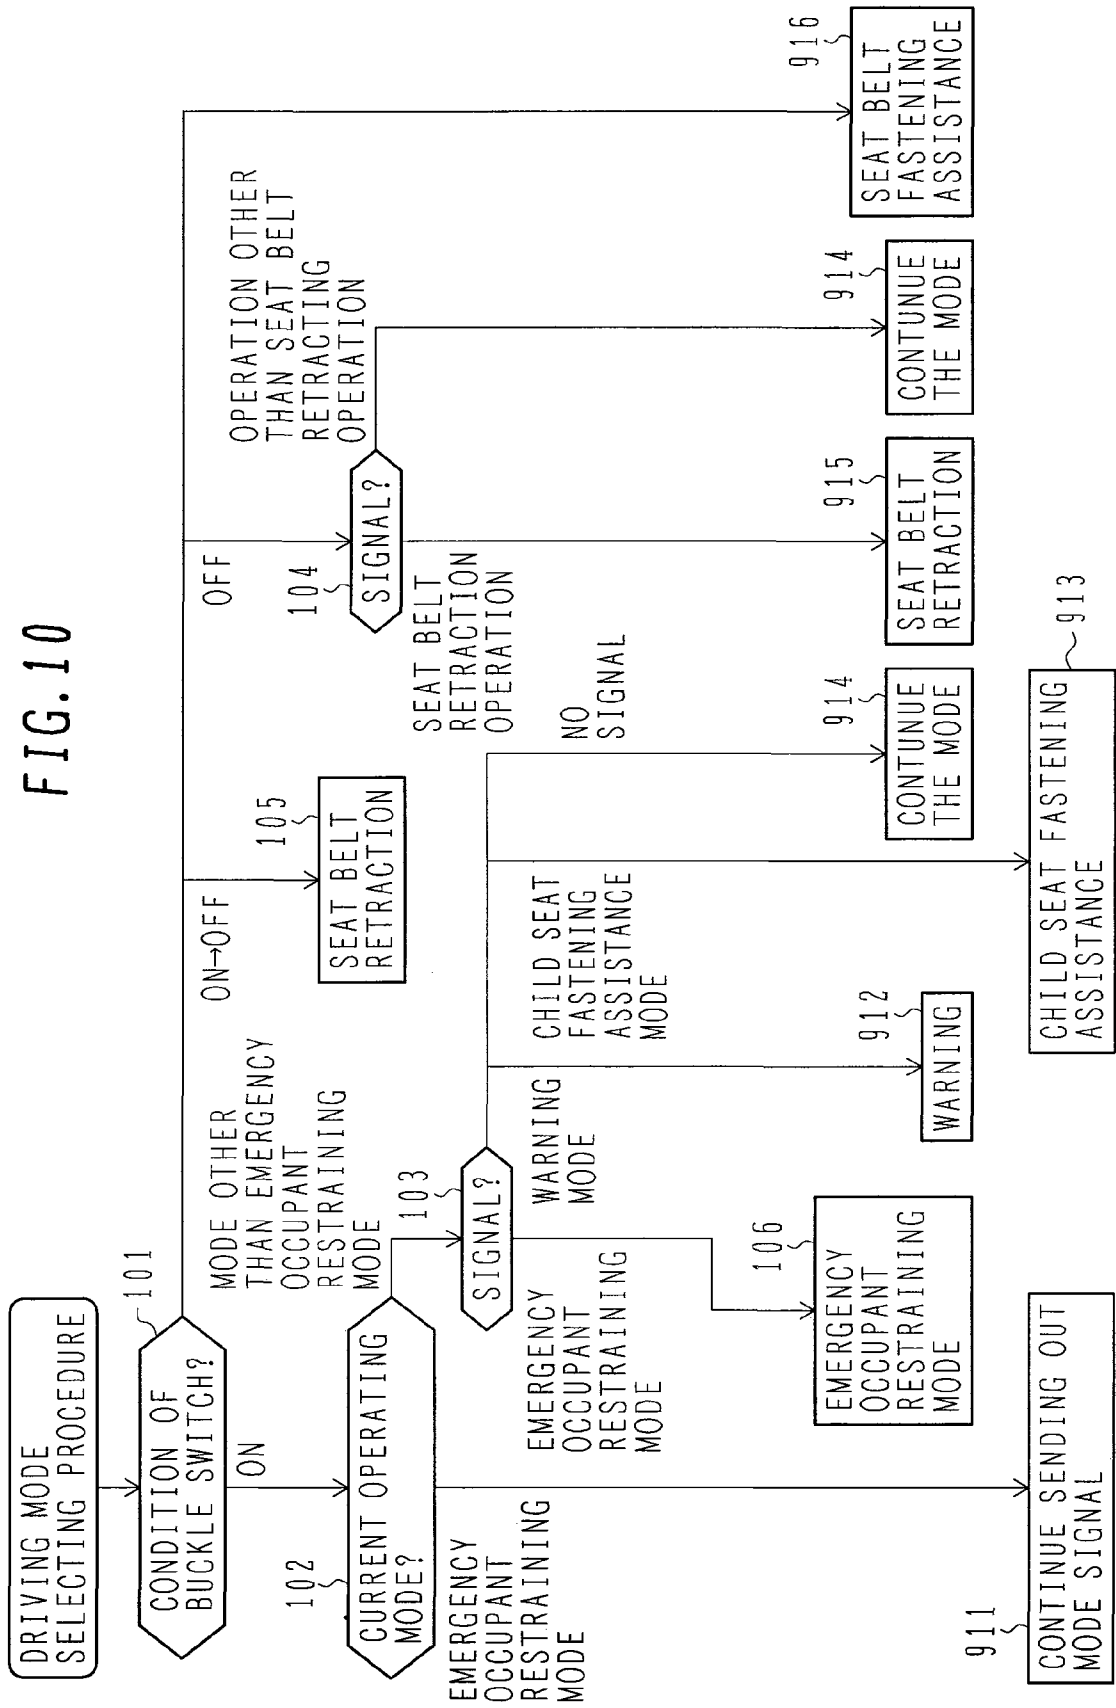 FIG.10
DRIVING MODE
SELECTING PROCEDURE
101
CONDITION OF
BUCKLE SWITCH?
ON
ON→OFF
OFF
102
CURRENT OPERATING
MODE?
MODE OTHER
THAN EMERGENCY
OCCUPANT
RESTRAINING
MODE
105
SEAT BELT
RETRACTION
104
SIGNAL?
OPERATION OTHER
THAN SEAT BELT
RETRACTING
OPERATION
SEAT BELT
RETRACTION
OPERATION
103
SIGNAL?
EMERGENCY
OCCUPANT
RESTRAINING
MODE
EMERGENCY
OCCUPANT
RESTRAINING
MODE
WARNING
MODE
CHILD SEAT
FASTENING
ASSISTANCE
MODE
NO
SIGNAL
106
EMERGENCY
OCCUPANT
RESTRAINING
MODE
912
WARNING
914
CONTUNUE
THE MODE
915
SEAT BELT
RETRACTION
914
CONTUNUE
THE MODE
916
SEAT BELT
FASTENING
ASSISTANCE
911
CONTINUE SENDING OUT
MODE SIGNAL
CHILD SEAT FASTENING
ASSISTANCE
913